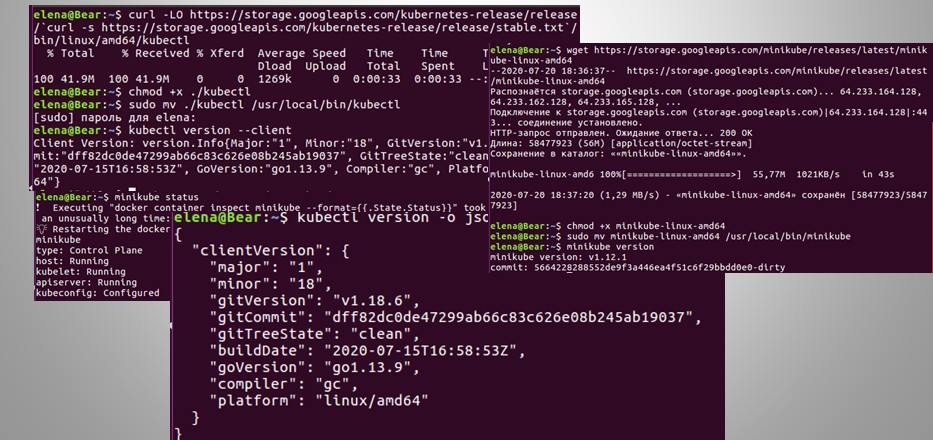 elena@Bear:~$ curl -LO https://storage.googleapis.com/kubernetes-release/release
/`curl -s https://storage.googleapis.com/kubernetes-release/release/stable.txt`/
bin/linux/amd64/kubectl
% Total    % Received % Xferd  Average Speed   Time    Time     T
Dload  Upload   Total   Spent
100 41.9M  100 41.9M    0     0  1269k      0  0:00:33  0:00:33 --:
elena@Bear:~$ chmod +x ./kubectl
elena@Bear:~$ sudo mv ./kubectl /usr/local/bin/kubectl
[sudo] пароль для elena:
elena@Bear:~$ kubectl version --client
Client Version: version.Info{Major:"1", Minor:"18", GitVersion:"v1.
mit:"dff82dc0de47299ab66c83c626e08b245ab19037", GitTreeState:"clean
"2020-07-15T16:58:53Z", GoVersion:"go1.13.9", Compiler:"gc", Platfo
64"}
elena@Bear:~$ wget https://storage.googleapis.com/minikube/releases/latest/minik
ube-linux-amd64
--2020-07-20 18:36:37--  https://storage.googleapis.com/minikube/releases/latest
/minikube-linux-amd64
Распознаётся storage.googleapis.com (storage.googleapis.com)... 64.233.164.128,
64.233.162.128, 64.233.165.128, ...
Подключение к storage.googleapis.com (storage.googleapis.com)|64.233.164.128|:44
3... соединение установлено.
HTTP-запрос отправлен. Ожидание ответа... 200 OK
Длина: 58477923 (56M) [application/octet-stream]
Сохранение в каталог: ««minikube-linux-amd64»».
minikube-linux-amd6 100%[===================>]  55,77M  1021KB/s    in 43s
2020-07-20 18:37:20 (1,29 MB/s) - «minikube-linux-amd64» сохранён [58477923/5847
7923]
elena@Bear:~$ chmod +x minikube-linux-amd64
elena@Bear:~$ sudo mv minikube-linux-amd64 /usr/local/bin/minikube
elena@Bear:~$ minikube version
minikube version: v1.12.1
commit: 5664228288552de9f3a446ea4f51c6f29bbdd0e0-dirty
elena@Bear:~$ minikube status
! Executing "docker container inspect minikube --format={{.State.Status}}" took
an unusually long time:
Restarting the docker
minikube
type: Control Plane
host: Running
kubelet: Running
apiserver: Running
kubeconfig: Configured
elena@Bear:~$ kubectl version -o jso
{
"clientVersion": {
"major": "1",
"minor": "18",
"gitVersion": "v1.18.6",
"gitCommit": "dff82dc0de47299ab66c83c626e08b245ab19037",
"gitTreeState": "clean",
"buildDate": "2020-07-15T16:58:53Z",
"goVersion": "go1.13.9",
"compiler": "gc",
"platform": "linux/amd64"
}
}